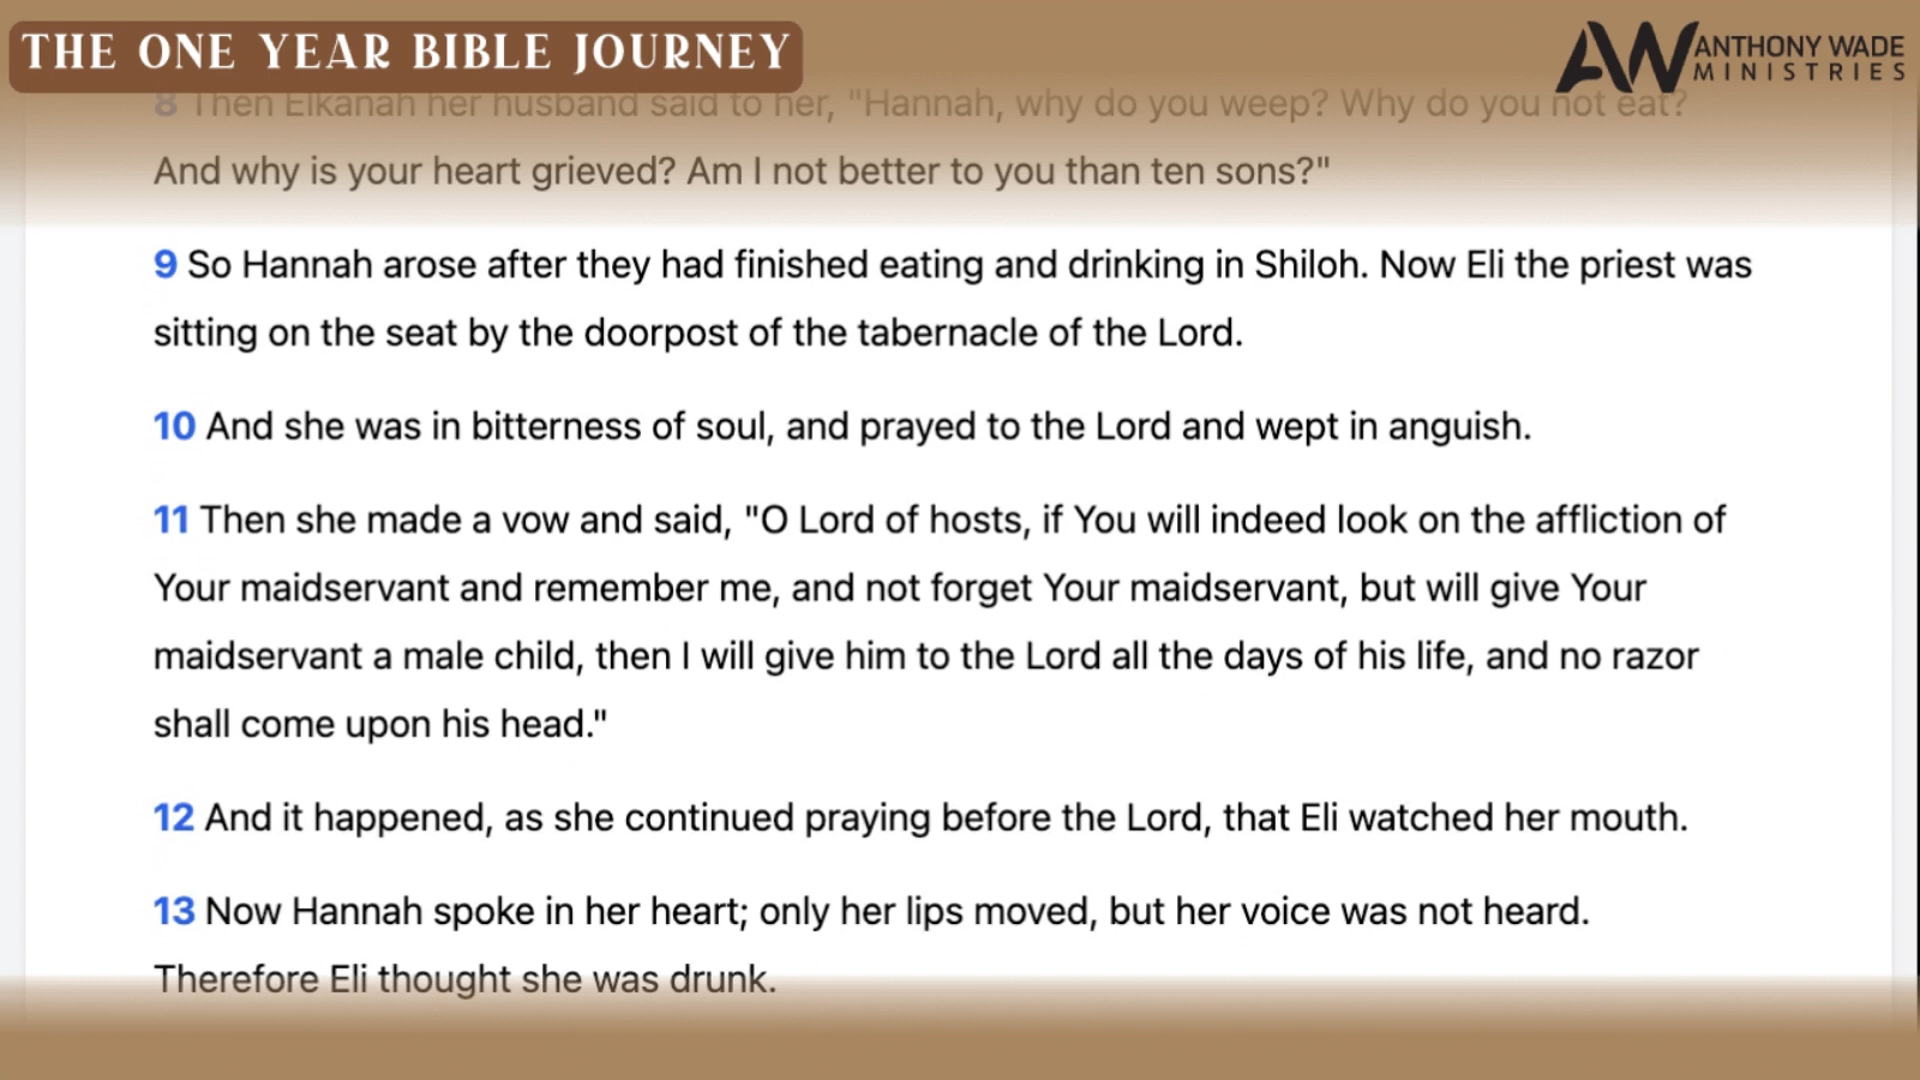 THE ONE YEAR BIBLE JOURNEY
AW ANTHONY WADE
MINISTRIES
8 Then Elkanah her husband said to her, "Hannah, why do you weep? Why do you not eat?
And why is your heart grieved? Am I not better to you than ten sons?"
9 So Hannah arose after they had finished eating and drinking in Shiloh. Now Eli the priest was
sitting on the seat by the doorpost of the tabernacle of the Lord.
10 And she was in bitterness of soul, and prayed to the Lord and wept in anguish.
11 Then she made a vow and said, "O Lord of hosts, if You will indeed look on the affliction of
Your maidservant and remember me, and not forget Your maidservant, but will give Your
maidservant a male child, then I will give him to the Lord all the days of his life, and no razor
shall come upon his head."
12 And it happened, as she continued praying before the Lord, that Eli watched her mouth.
13 Now Hannah spoke in her heart; only her lips moved, but her voice was not heard.
Therefore Eli thought she was drunk.